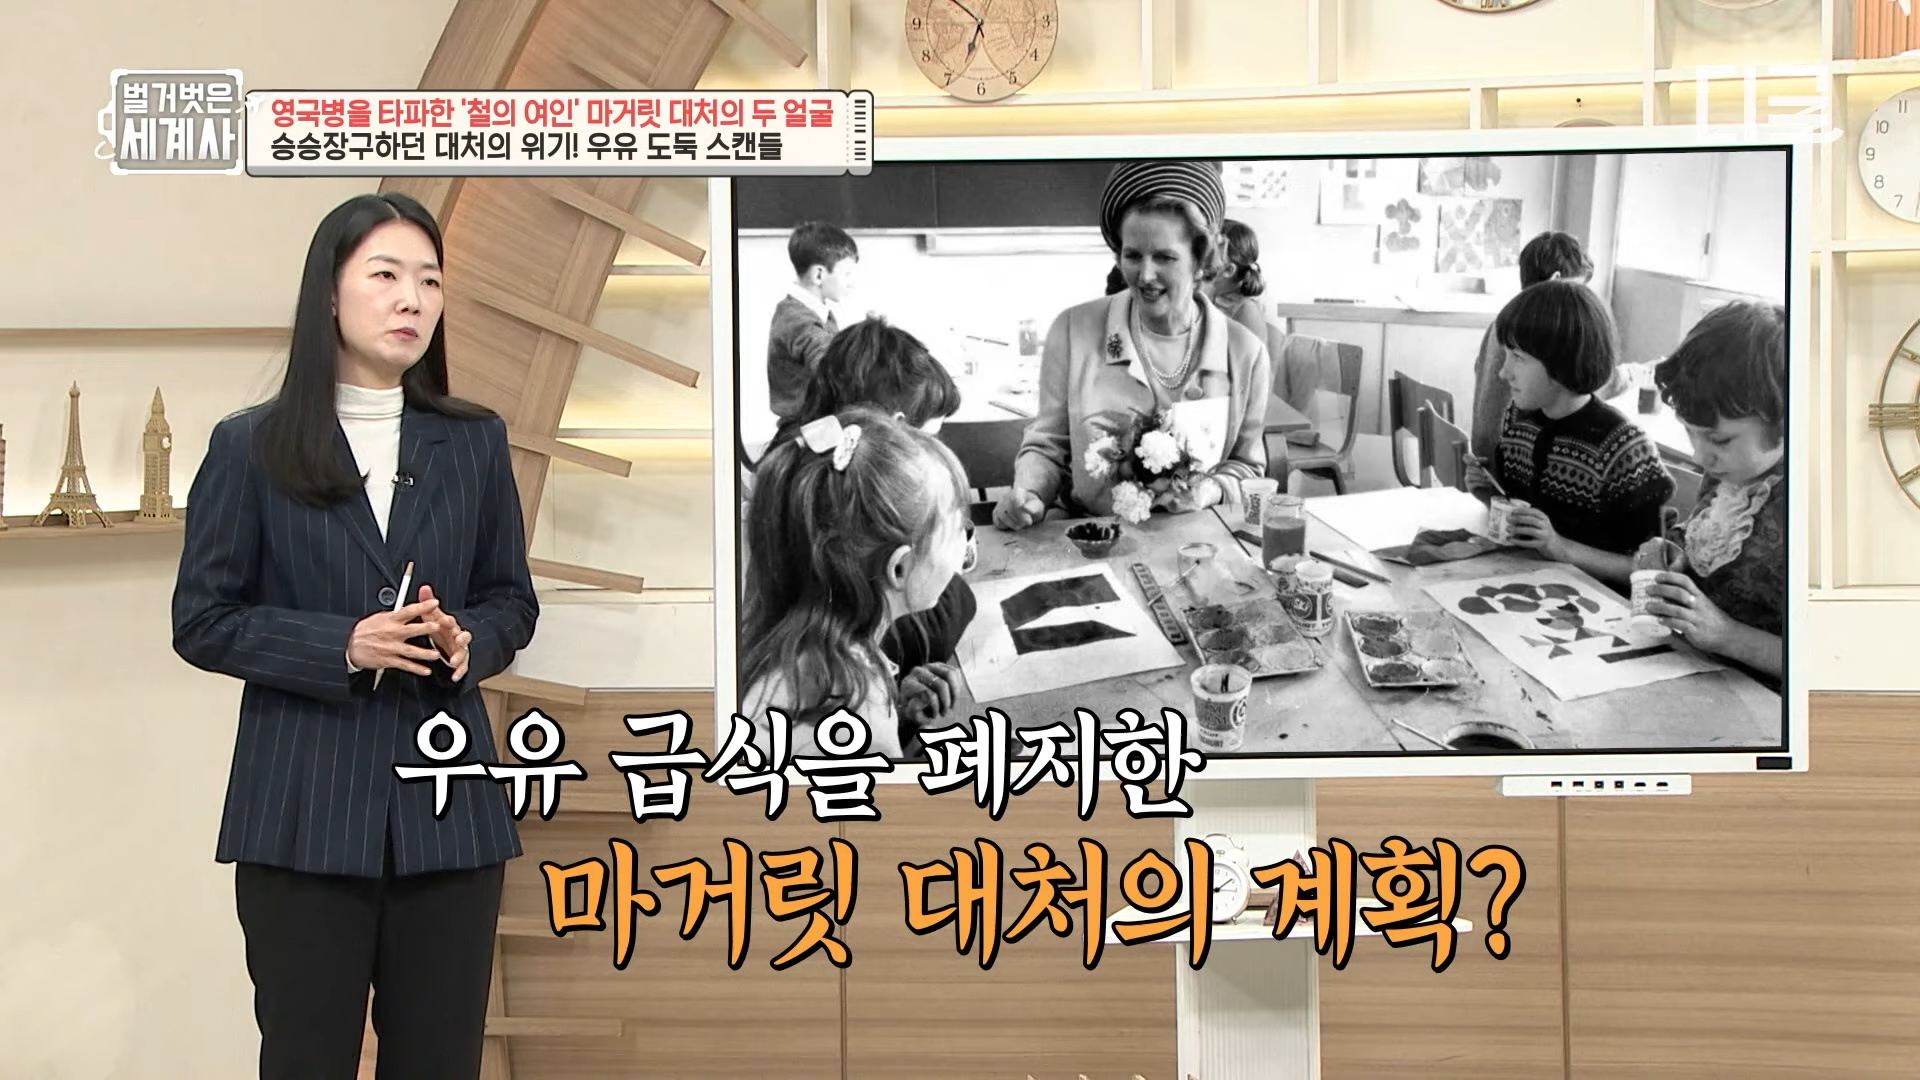 벌거벗은
세계사
영국병을 타파한 '철의 여인' 마거릿 대처의 두 얼굴
승승장구하던 대처의 위기! 우유 도둑 스캔들
디글
우유 급식을 폐지한
마거릿 대처의 계획?